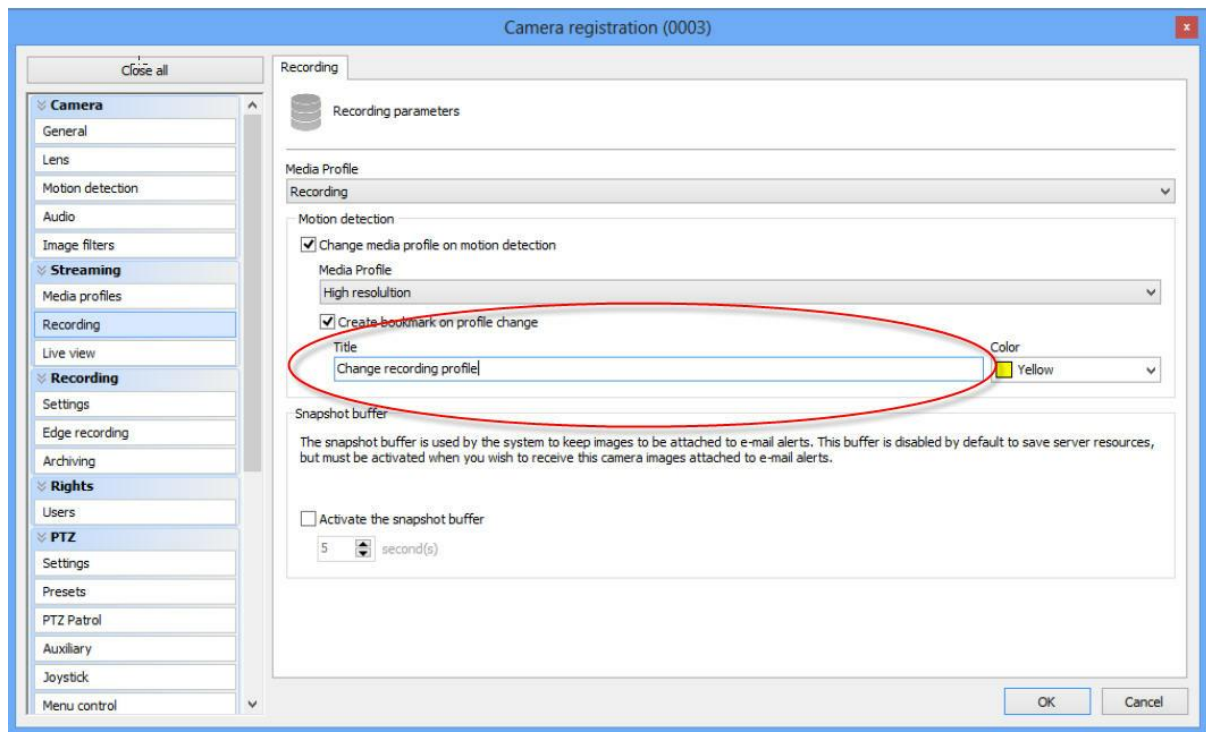 Camera registration (0003)
x
Close all
Camera
General
Lens
Motion detection
Audio
Image filters
Streaming
Media profiles
Recording
Live view
Recording
Settings
Edge recording
Archiving
Rights
Users
PTZ
Settings
Presets
PTZ Patrol
Auxiliary
Joystick
Menu control
Recording
Recording parameters
Media Profile
Recording
Motion detection
Change media profile on motion detection
Media Profile
High resolultion
Create bookmark on profile change
Title
Color
Change recording profile
Yellow
Snapshot buffer
The snapshot buffer is used by the system to keep images to be attached to e-mail alerts. This buffer is disabled by default to save server resources,
but must be activated when you wish to receive this camera images attached to e-mail alerts.
Activate the snapshot buffer
5 second(s)
OK
Cancel